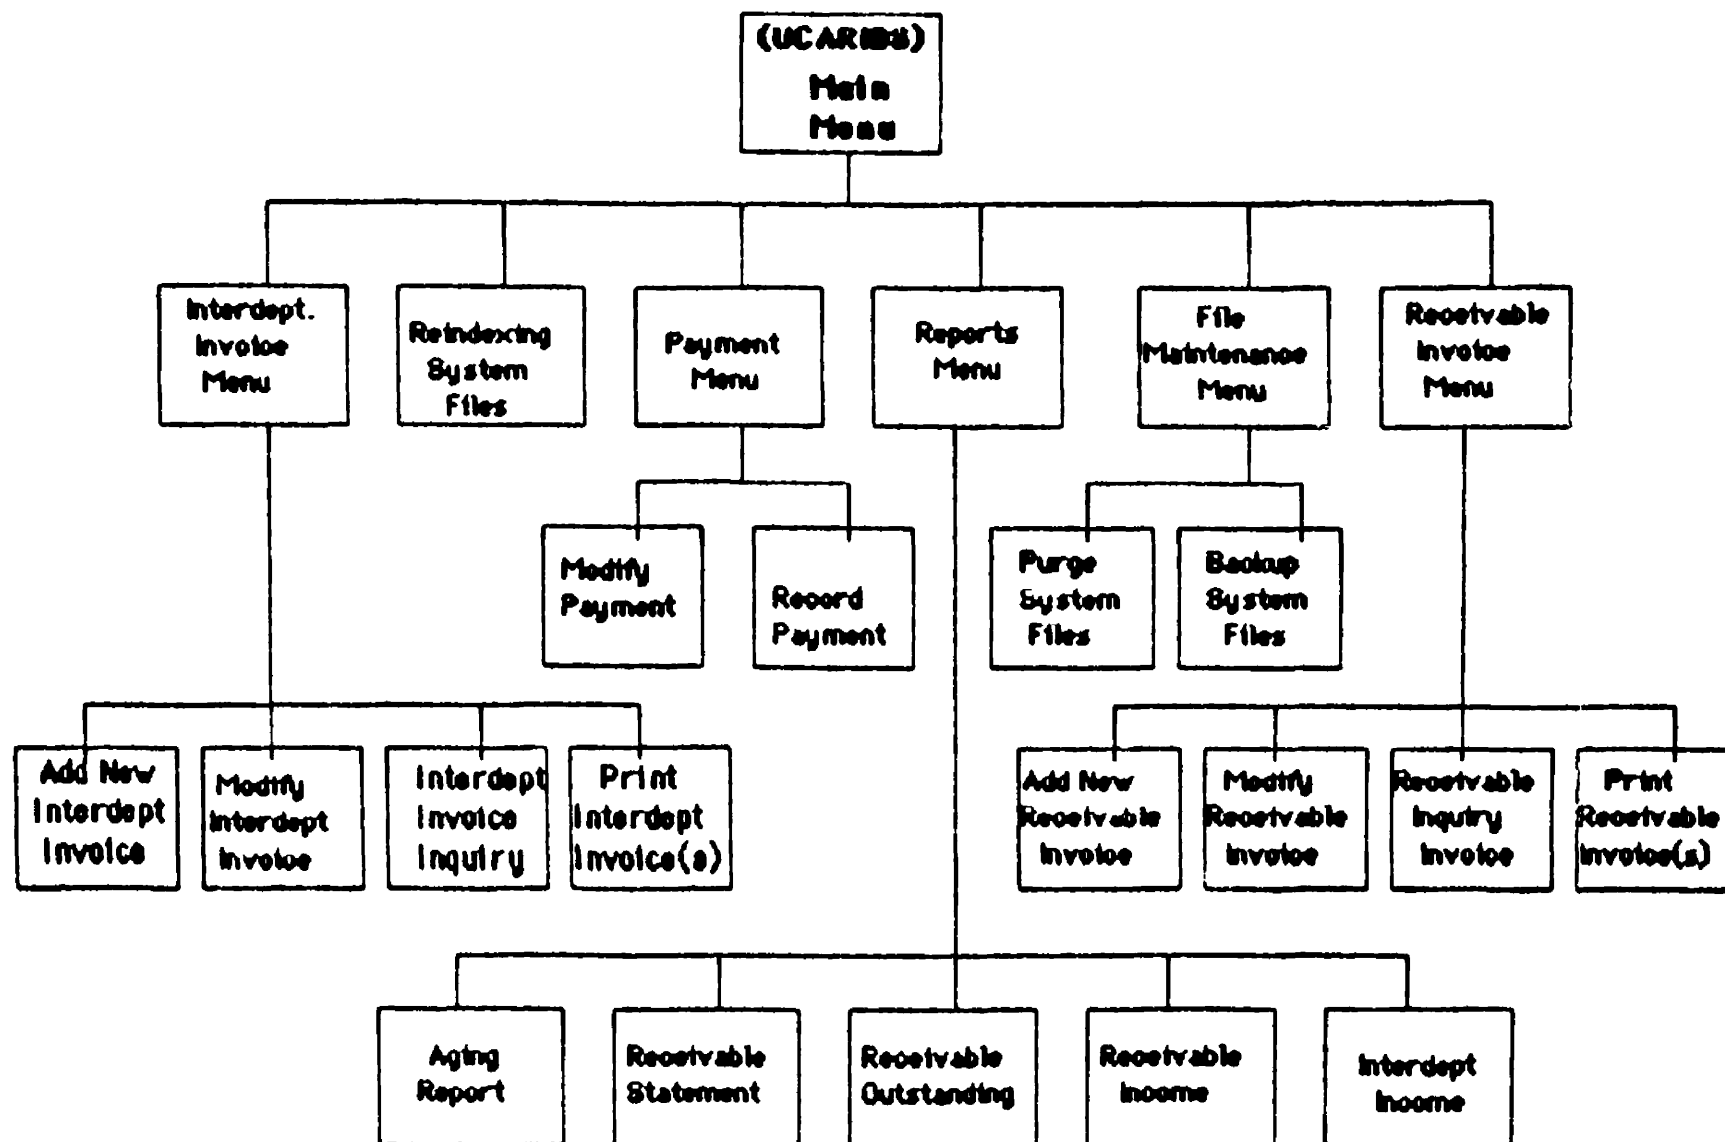 (UCARIBS)
Main
Menu
Interdept.
Invoice
Menu
Reindexing
System
Files
Payment
Menu
Reports
Menu
File
Maintenance
Menu
Receivable
Invoice
Menu
Modify
Payment
Record
Payment
Purge
System
Files
Backup
System
Files
Add New
Interdept
Invoice
Modify
Interdept
Invoice
Interdept
Invoice
Inquiry
Print
Interdept
Invoice(s)
Add New
Receivable
Invoice
Modify
Receivable
Invoice
Receivable
Inquiry
Invoice
Print
Receivable
Invoice(s)
Aging
Report
Receivable
Statement
Receivable
Outstanding
Receivable
Income
Interdept
Income